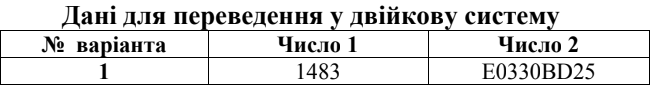 Дані для переведення у двійкову систему
№ варіанта Число 1 Число 2
1 1483 E0330BD25